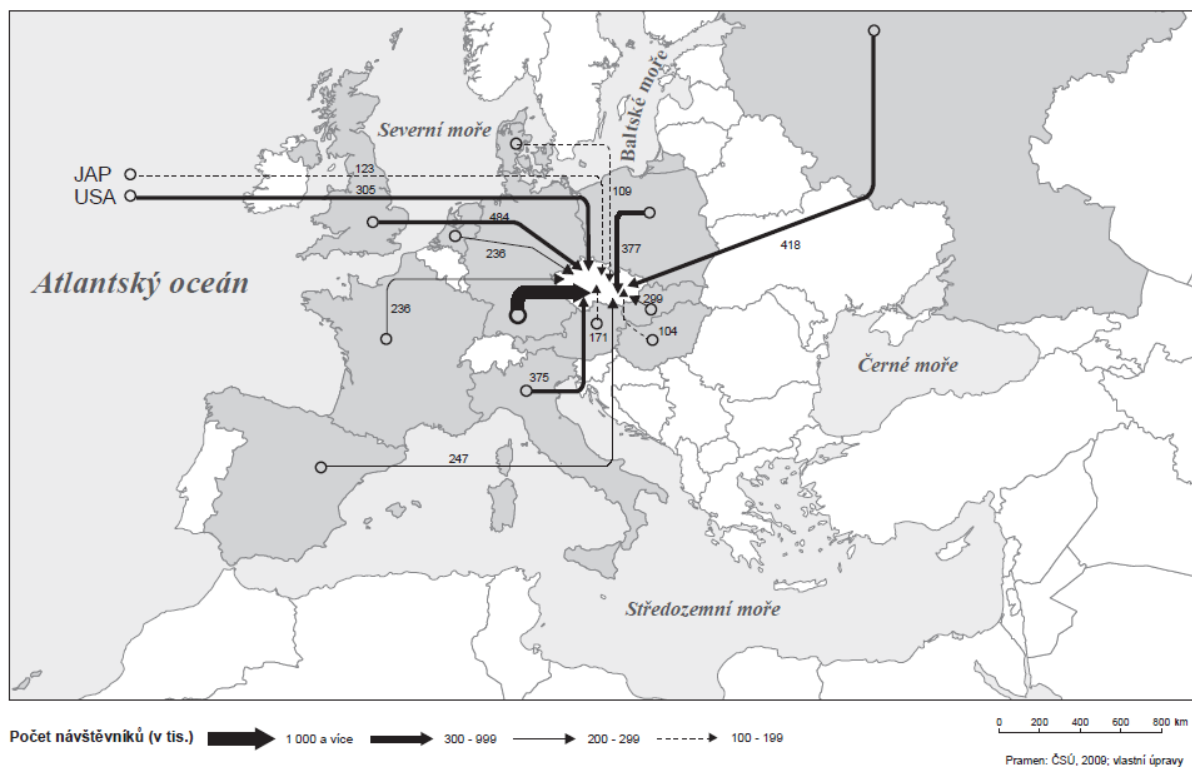 Baltské moře
Severní moře
JAP
123
USA
305
109
484
377
236
418
Atlantský oceán
299
236
171
104
Černé moře
375
247
Středozemní moře
Počet návštěvníků (v tis.)
1 000 a více
300 - 999
200 - 299
100 - 199
0 200 400 600 800 km
Pramen: ČSÚ, 2009; vlastní úpravy